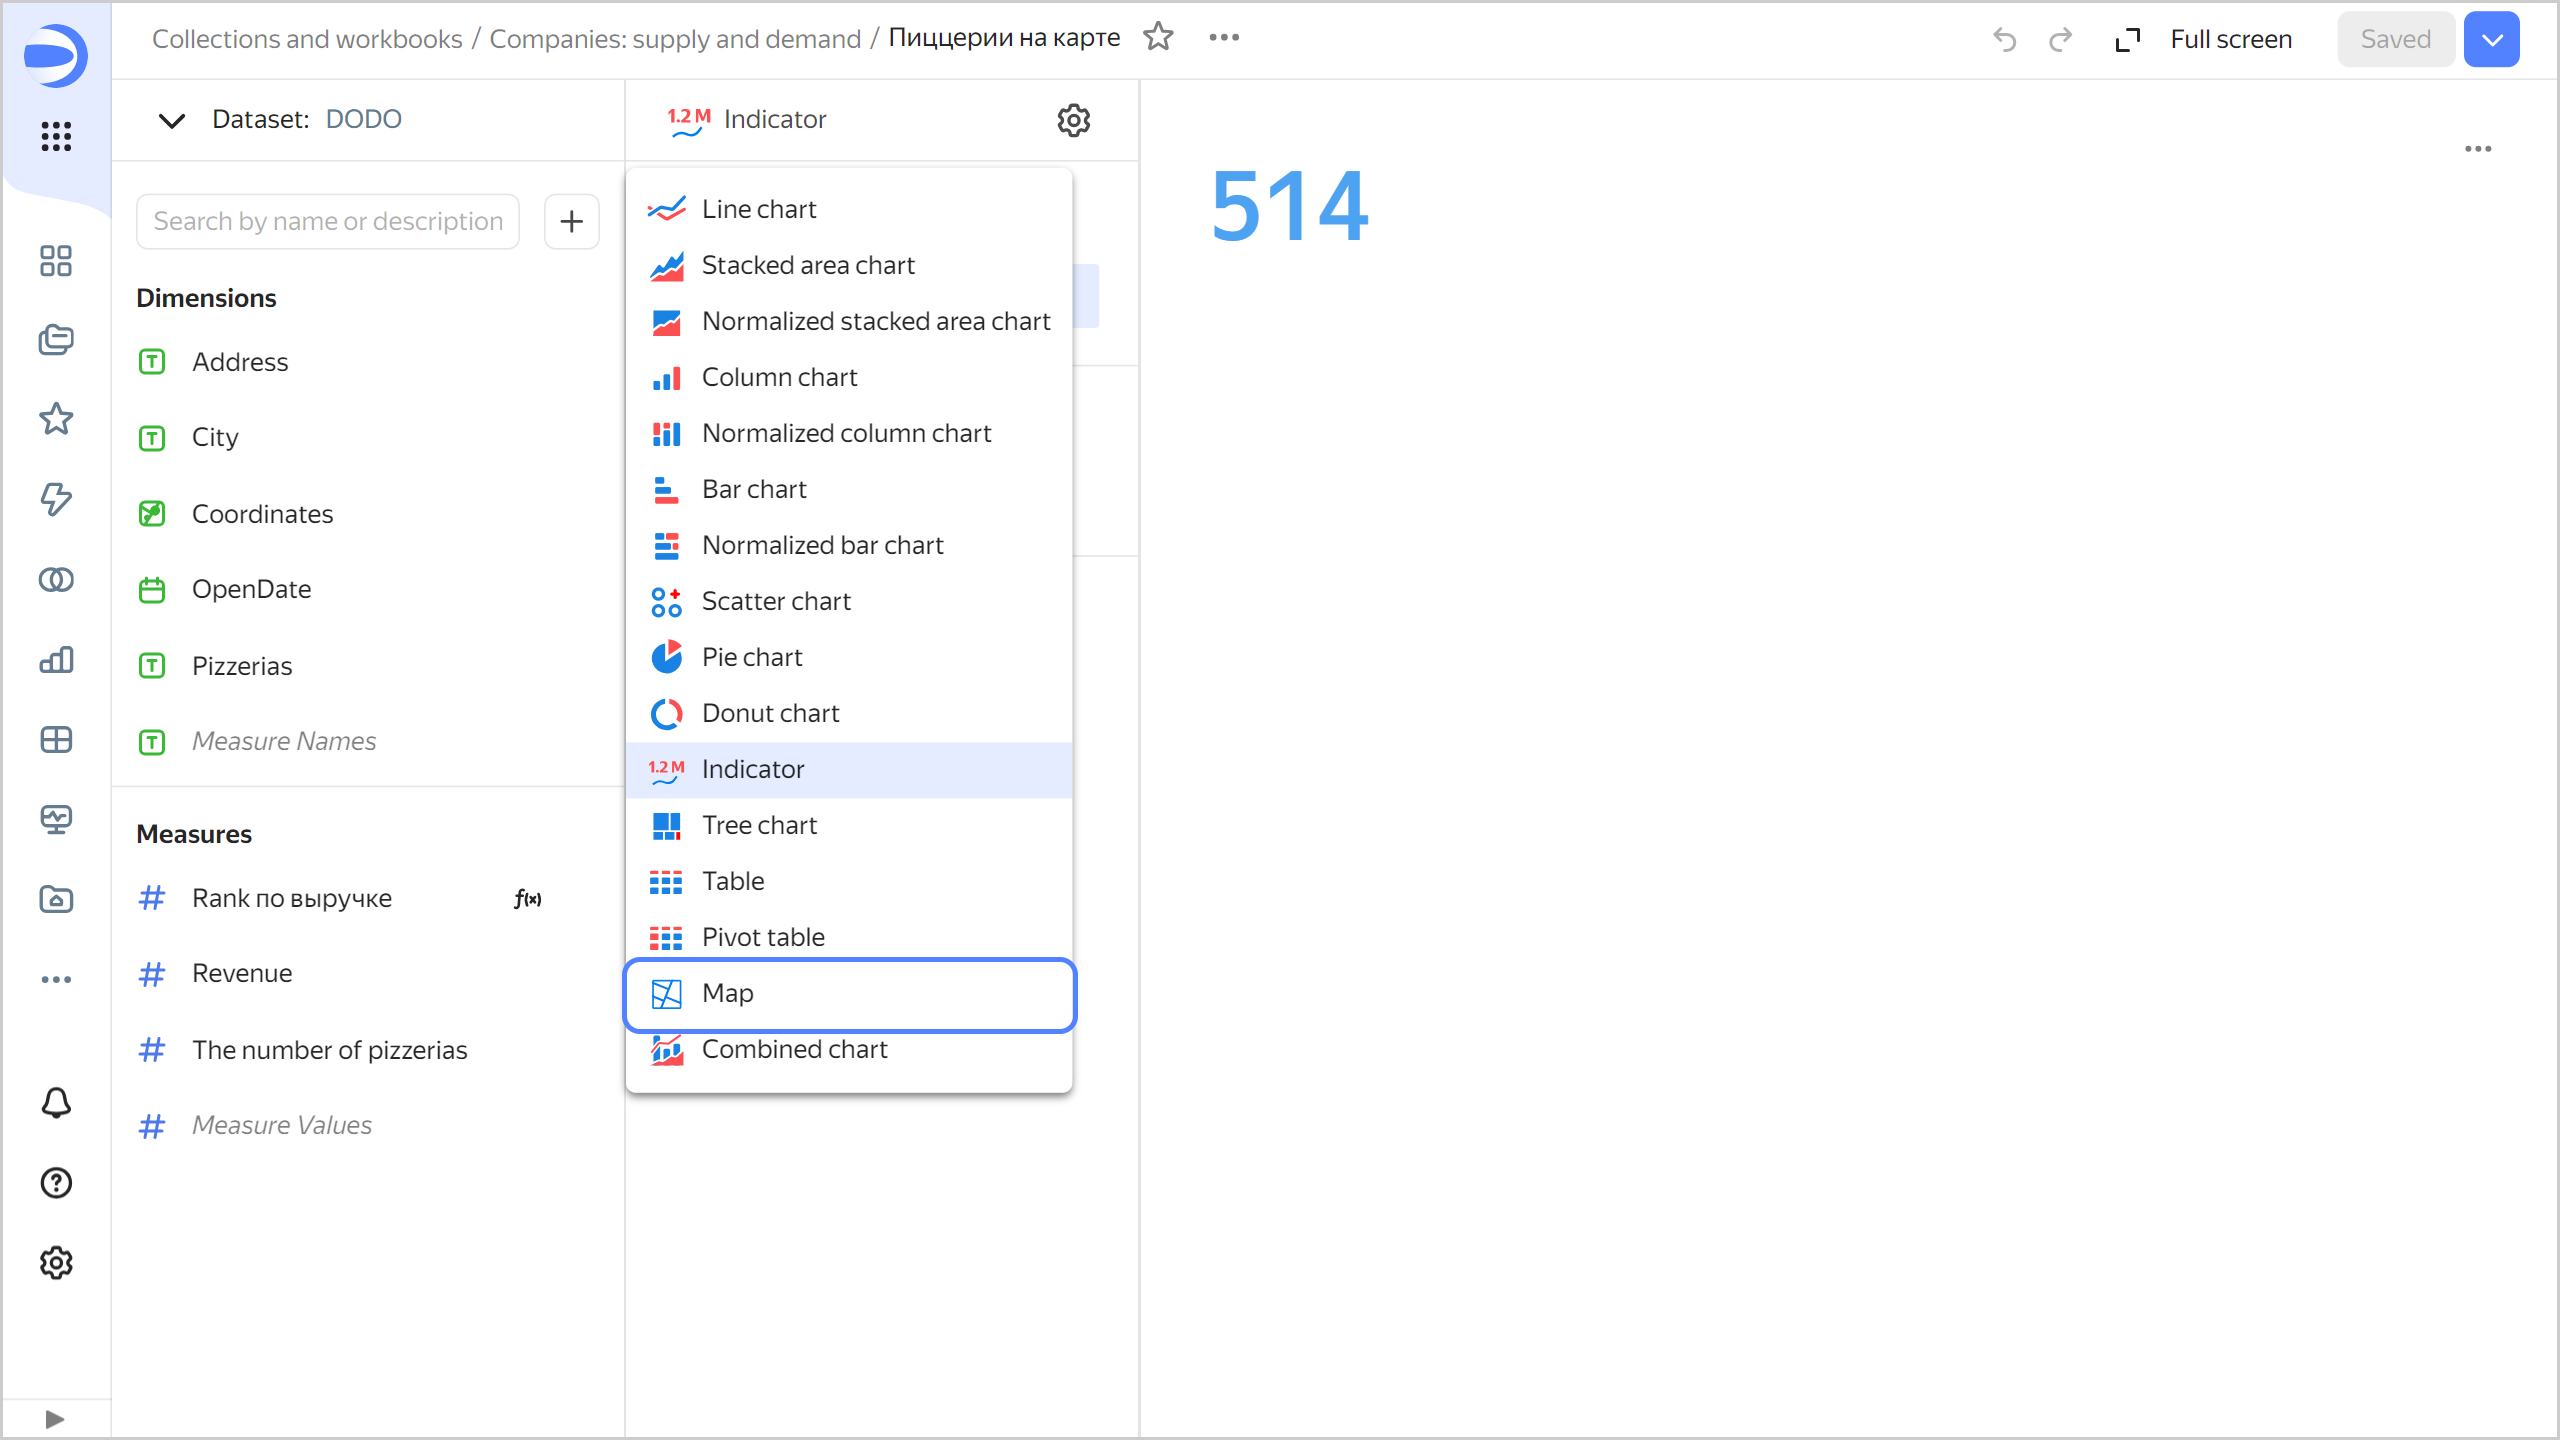 Collections and workbooks / Companies: supply and demand / Пиццерии на карте
Full screen
Saved
Dataset: DODO
1.2 M Indicator
Search by name or description
Dimensions
T Address
T City
Coordinates
OpenDate
T Pizzerias
T Measure Names
Measures
# Rank по выручке f(x)
# Revenue
# The number of pizzerias
# Measure Values
Line chart
Stacked area chart
Normalized stacked area chart
Column chart
Normalized column chart
Bar chart
Normalized bar chart
Scatter chart
Pie chart
Donut chart
1.2 M Indicator
Tree chart
Table
Pivot table
Map
Combined chart
514